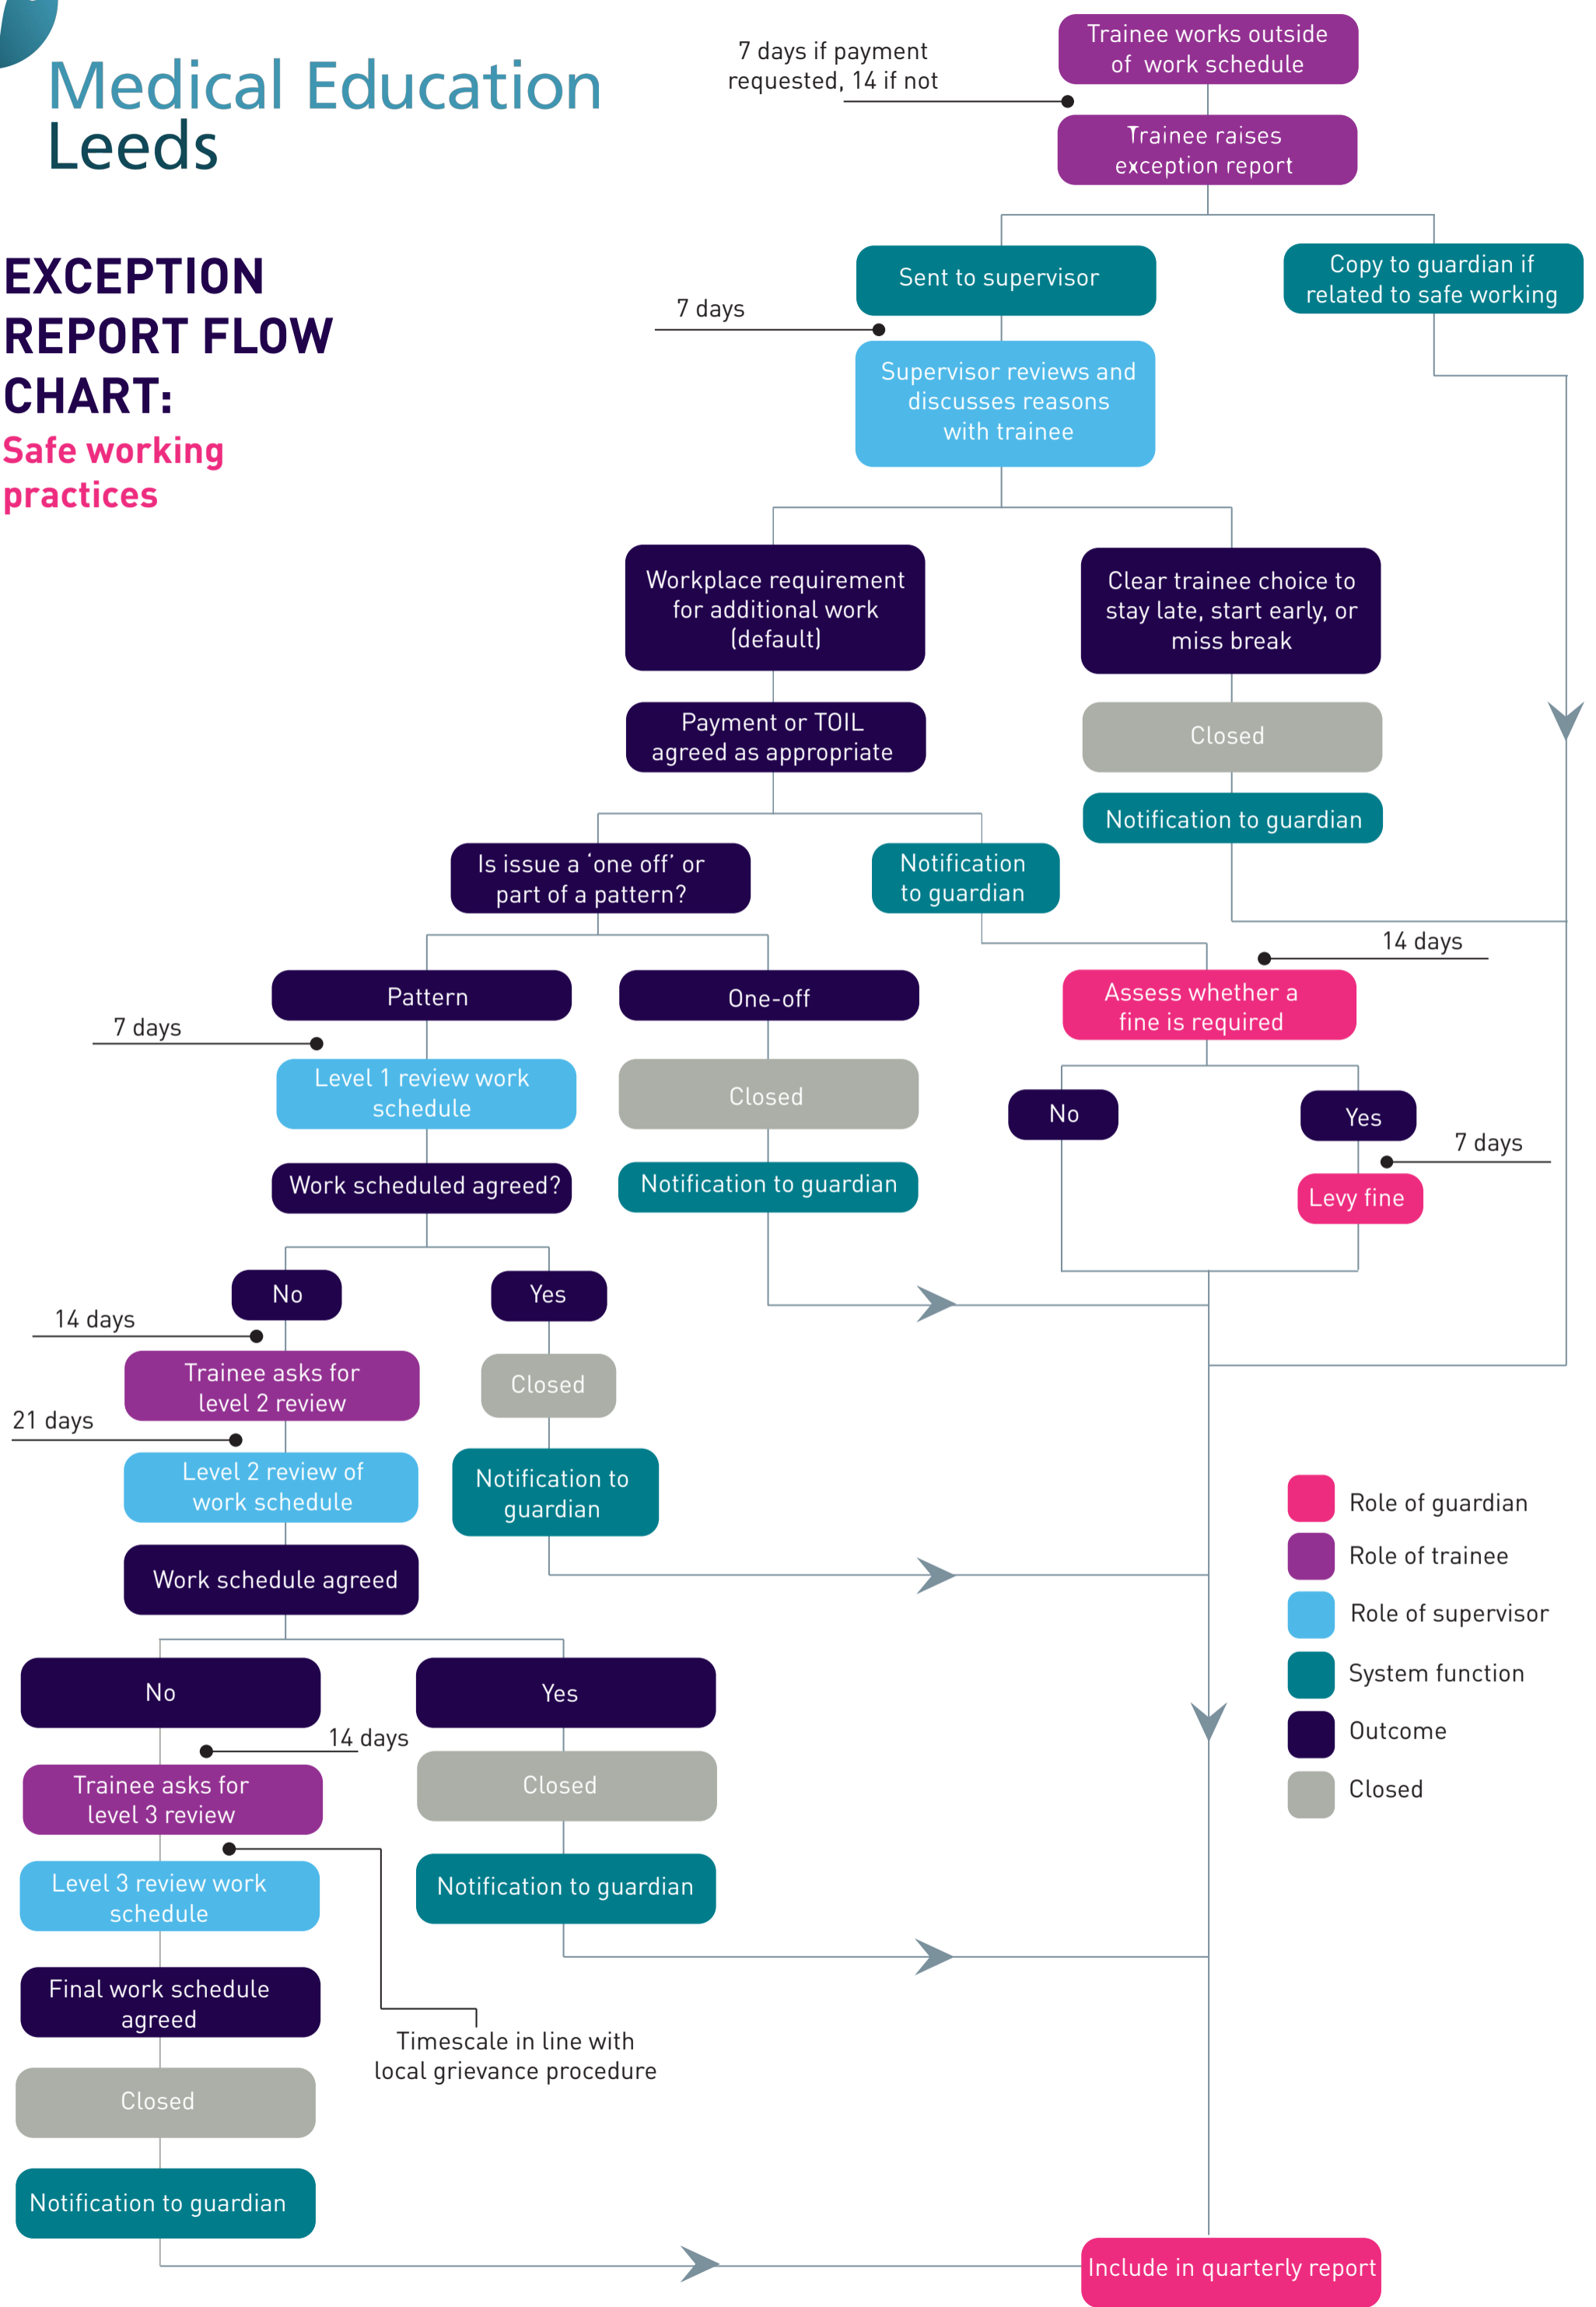 Medical Education
Leeds
EXCEPTION
REPORT FLOW
CHART:
Safe working
practices
7 days if payment
requested, 14 if not
Trainee works outside
of work schedule
Trainee raises
exception report
Sent to supervisor
Copy to guardian if
related to safe working
7 days
Supervisor reviews and
discusses reasons
with trainee
Workplace requirement
for additional work
(default)
Clear trainee choice to
stay late, start early, or
miss break
Payment or TOIL
agreed as appropriate
Closed
Notification to guardian
Is issue a ‘one off’ or
part of a pattern?
Notification
to guardian
14 days
Pattern
One-off
Assess whether a
fine is required
7 days
Level 1 review work
schedule
Closed
No
Yes
7 days
Work scheduled agreed?
Notification to guardian
Levy fine
No
Yes
14 days
Trainee asks for
level 2 review
Closed
21 days
Level 2 review of
work schedule
Notification to
guardian
Work schedule agreed
Role of guardian
Role of trainee
Role of supervisor
System function
Outcome
Closed
No
Yes
14 days
Trainee asks for
level 3 review
Closed
Level 3 review work
schedule
Notification to guardian
Final work schedule
agreed
Timescale in line with
local grievance procedure
Closed
Notification to guardian
Include in quarterly report